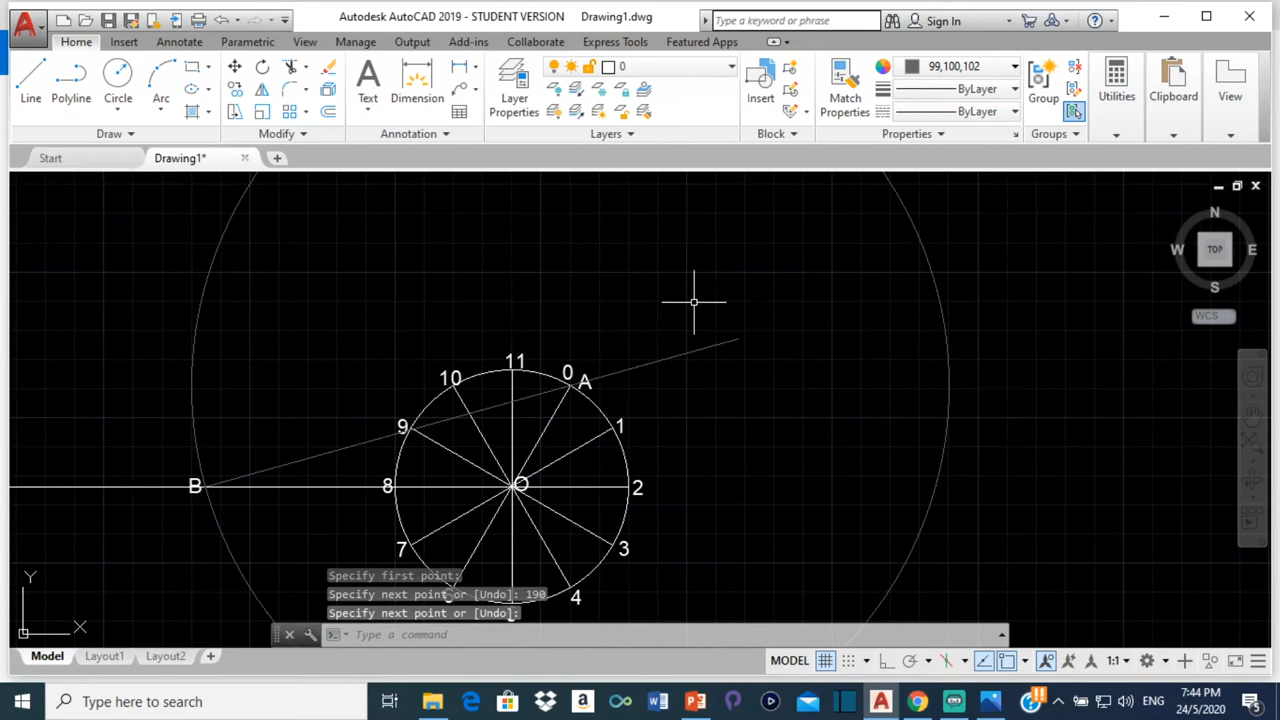 Autodesk AutoCAD 2019 - STUDENT VERSION Drawing1.dwg
Type a keyword or phrase
Sign In
Home Insert Annotate Parametric View Manage Output Add-ins Collaborate Express Tools Featured Apps
Line Polyline Circle Arc
Text Dimension
Layer Properties
0
Insert
Match Properties
99,100,102
ByLayer
ByLayer
Group
Utilities
Clipboard
View
Draw Modify Annotation Layers Block Properties Groups
Start Drawing1*
N
W TOP E
S
WCS
11
10 0 A
9 1
B 8 O 2
7 3
4
Specify first point:
Specify next point or [Undo]: 190
Specify next point or [Undo]:
Y
X
Type a command
Model Layout1 Layout2
MODEL 1:1
Type here to search
ENG
7:44 PM
24/5/2020
5